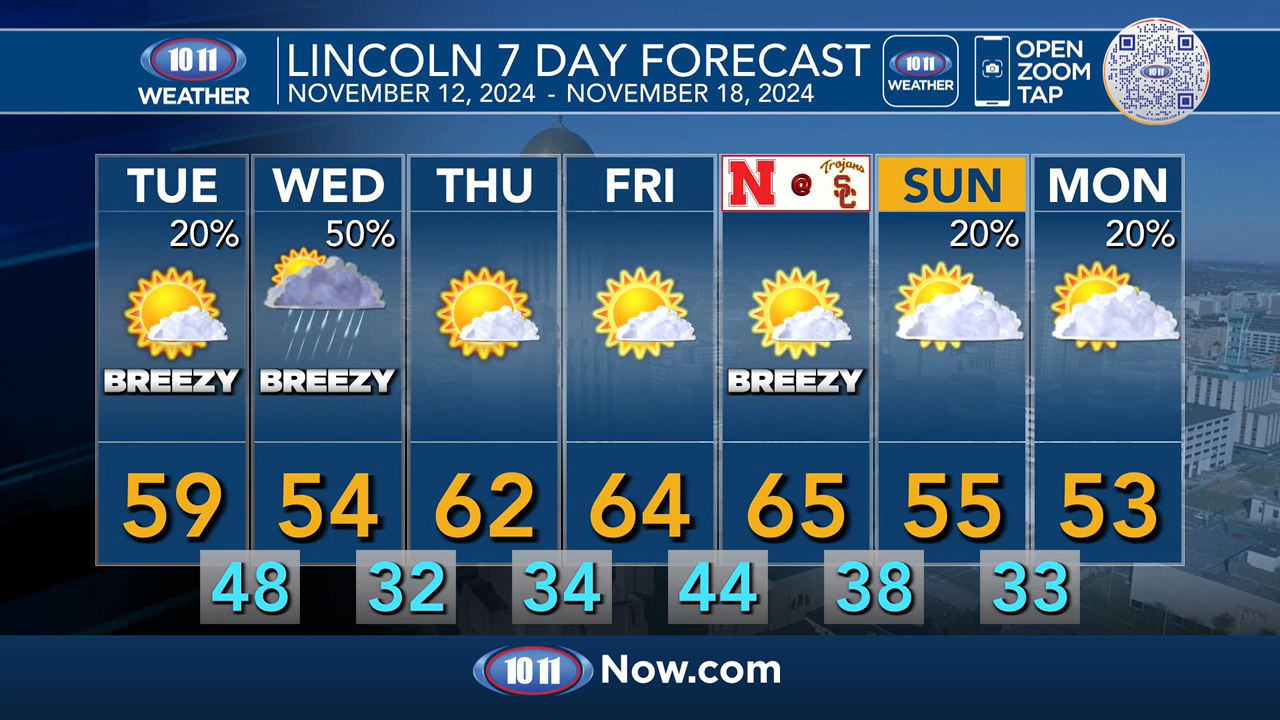 10 11
WEATHER
LINCOLN 7 DAY FORECAST
NOVEMBER 12, 2024 - NOVEMBER 18, 2024
10 11
WEATHER
OPEN
ZOOM
TAP
10 11
TUE WED THU FRI N @ Trojans SC SUN MON
20% 50% 20% 20%
BREEZY BREEZY BREEZY
59 54 62 64 65 55 53
48 32 34 44 38 33
10 11 Now.com